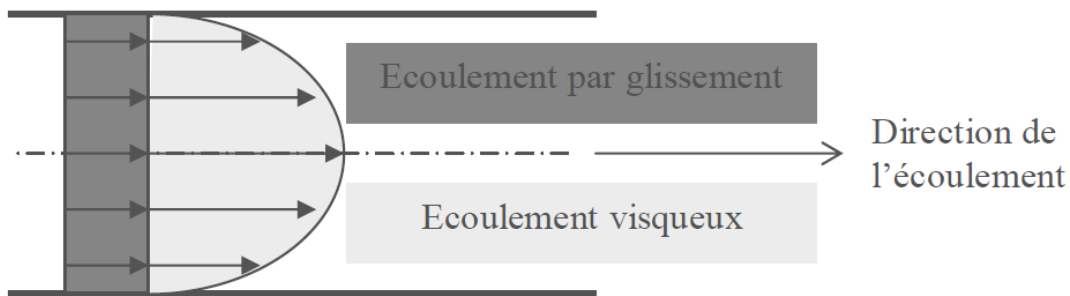 Ecoulement par glissement
Direction de
l'écoulement
Ecoulement visqueux